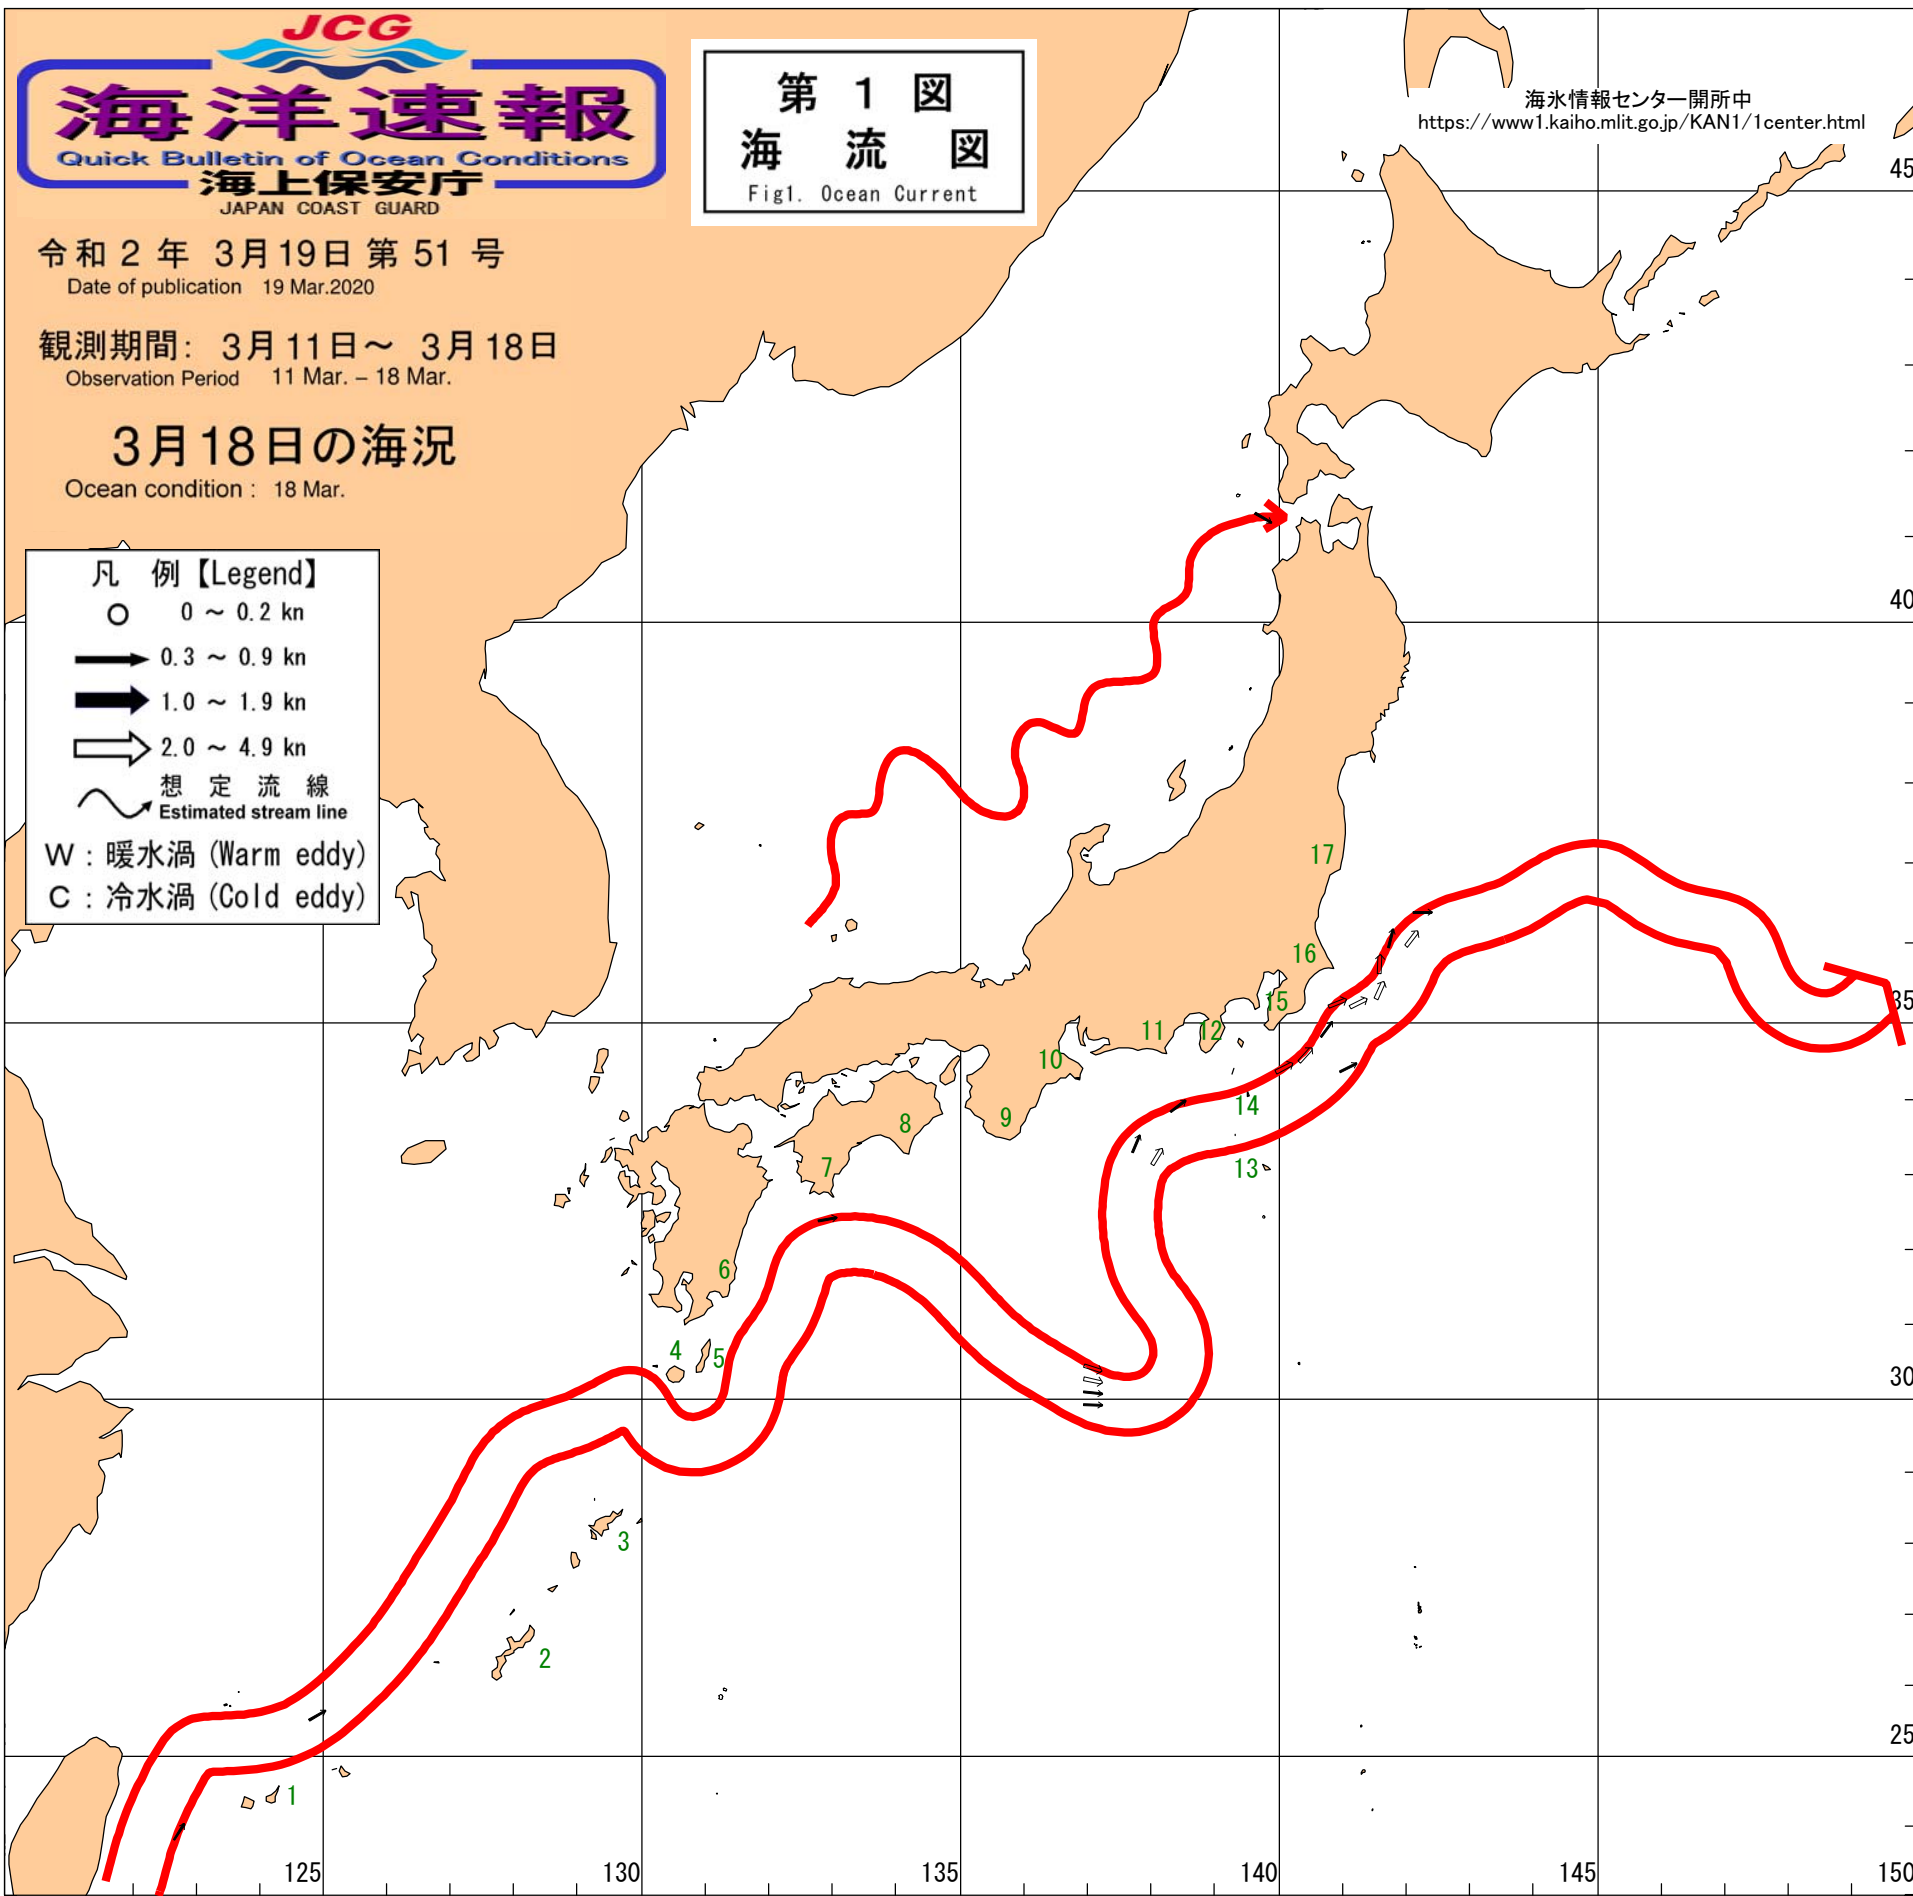 JCG
海洋速報
Quick Bulletin of Ocean Conditions
海上保安庁
JAPAN COAST GUARD
第 1 図
海 流 図
Fig1. Ocean Current
海氷情報センター開所中
https://www1.kaiho.mlit.go.jp/KAN1/1center.html
令和 2 年 3月19日 第 51 号
Date of publication 19 Mar.2020
観測期間: 3月11日～ 3月18日
Observation Period 11 Mar. – 18 Mar.
3月18日の海況
Ocean condition : 18 Mar.
凡 例【Legend】
0 ～ 0.2 kn
0.3 ～ 0.9 kn
1.0 ～ 1.9 kn
2.0 ～ 4.9 kn
想 定 流 線
Estimated stream line
W : 暖水渦 (Warm eddy)
C : 冷水渦 (Cold eddy)
45
40
35
30
25
17
16
15
12
11
10
14
13
9
8
7
6
5
4
3
2
1
125
130
135
140
145
150